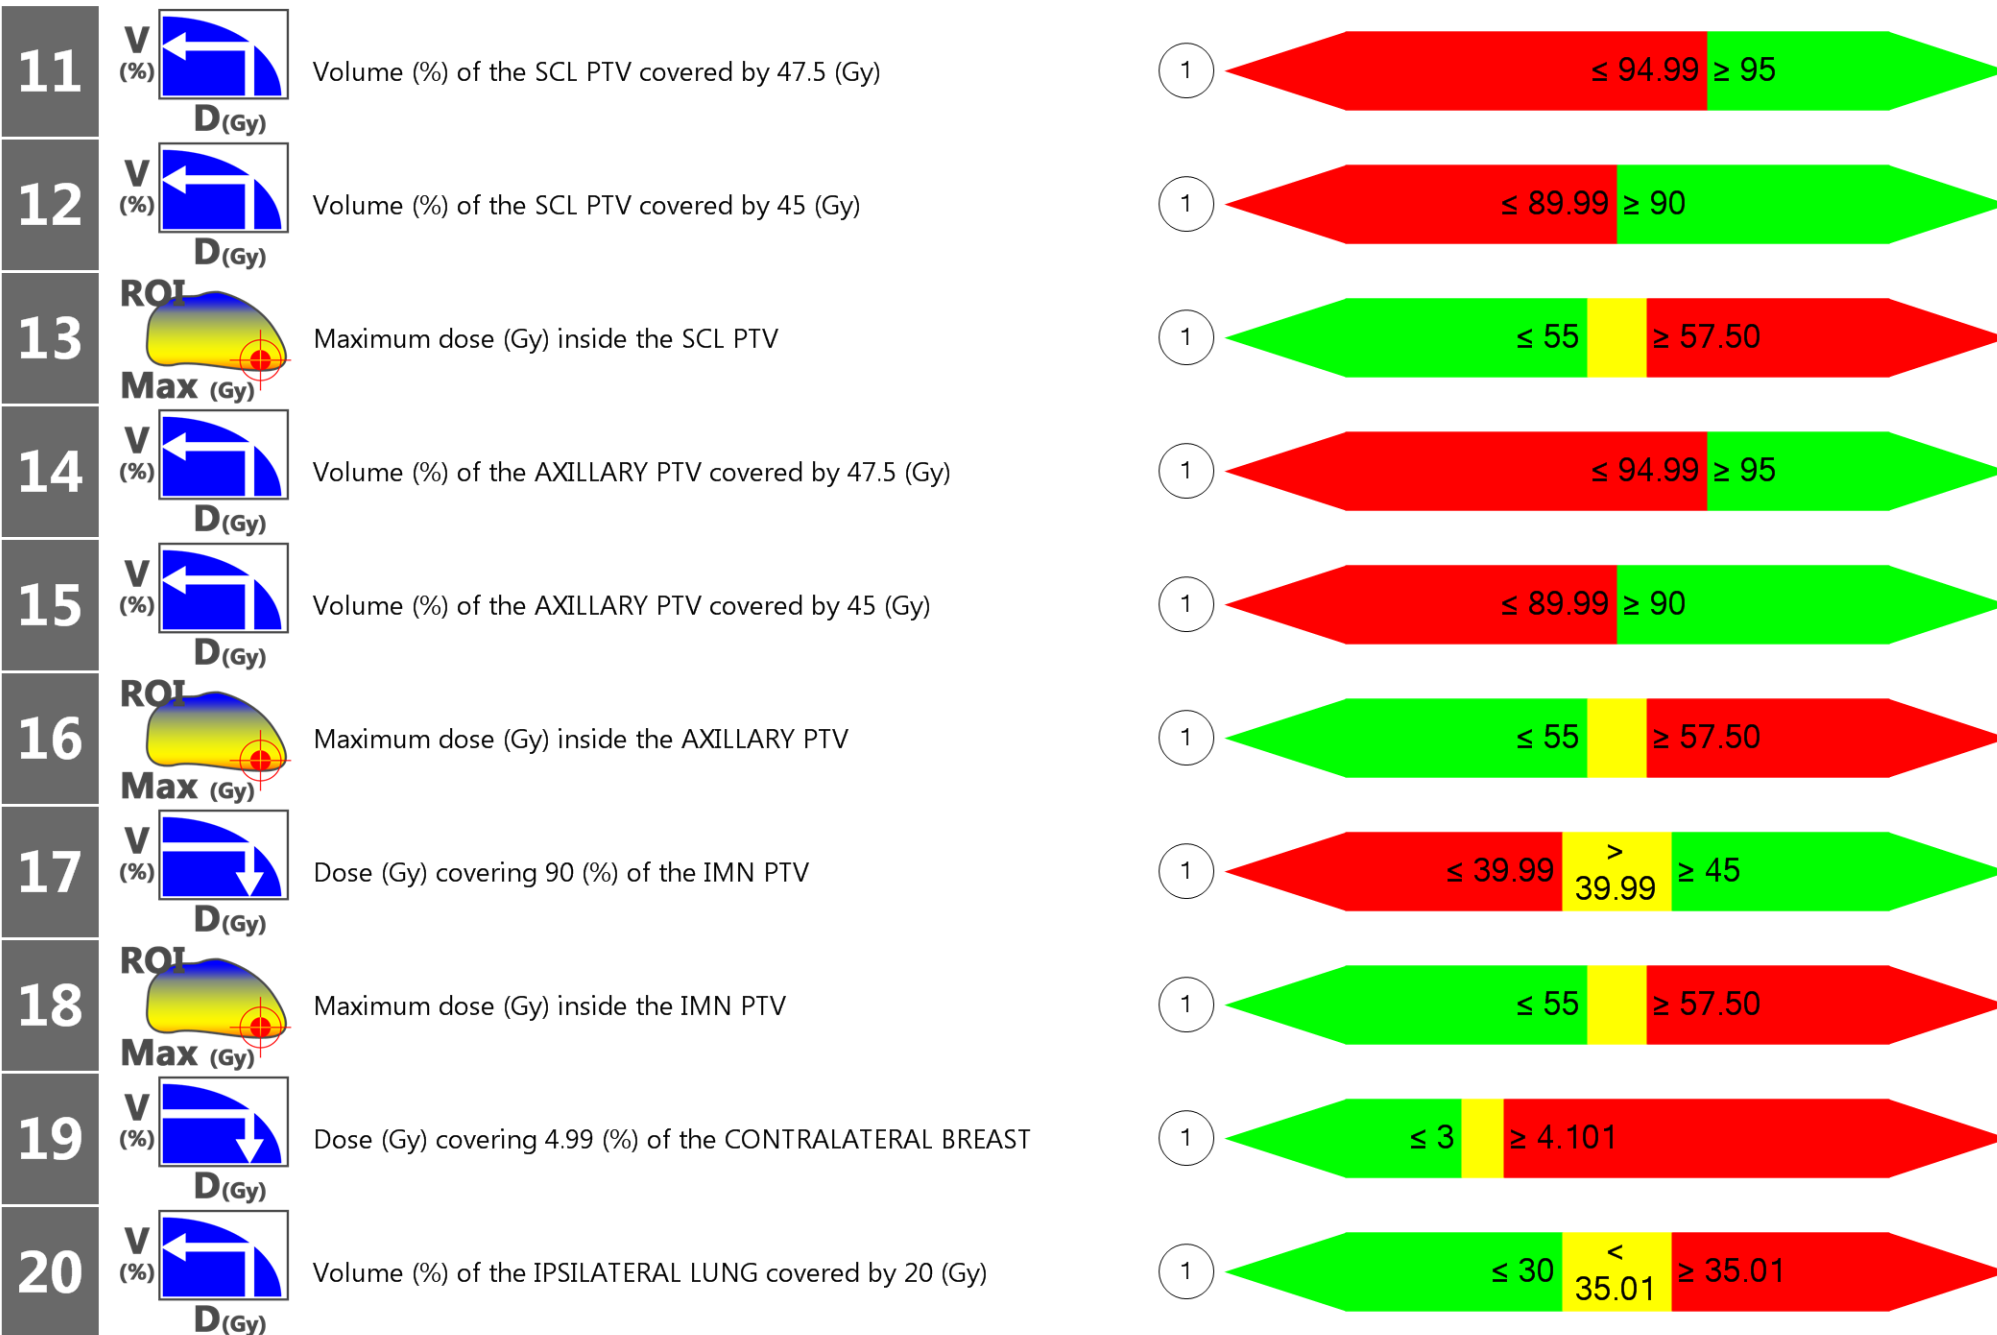 11 V (%) D(Gy) Volume (%) of the SCL PTV covered by 47.5 (Gy) 1 ≤ 94.99 ≥ 95
12 V (%) D(Gy) Volume (%) of the SCL PTV covered by 45 (Gy) 1 ≤ 89.99 ≥ 90
13 ROI Max (Gy) Maximum dose (Gy) inside the SCL PTV 1 ≤ 55 ≥ 57.50
14 V (%) D(Gy) Volume (%) of the AXILLARY PTV covered by 47.5 (Gy) 1 ≤ 94.99 ≥ 95
15 V (%) D(Gy) Volume (%) of the AXILLARY PTV covered by 45 (Gy) 1 ≤ 89.99 ≥ 90
16 ROI Max (Gy) Maximum dose (Gy) inside the AXILLARY PTV 1 ≤ 55 ≥ 57.50
17 V (%) D(Gy) Dose (Gy) covering 90 (%) of the IMN PTV 1 ≤ 39.99 > 39.99 ≥ 45
18 ROI Max (Gy) Maximum dose (Gy) inside the IMN PTV 1 ≤ 55 ≥ 57.50
19 V (%) D(Gy) Dose (Gy) covering 4.99 (%) of the CONTRALATERAL BREAST 1 ≤ 3 ≥ 4.101
20 V (%) D(Gy) Volume (%) of the IPSILATERAL LUNG covered by 20 (Gy) 1 ≤ 30 < 35.01 ≥ 35.01